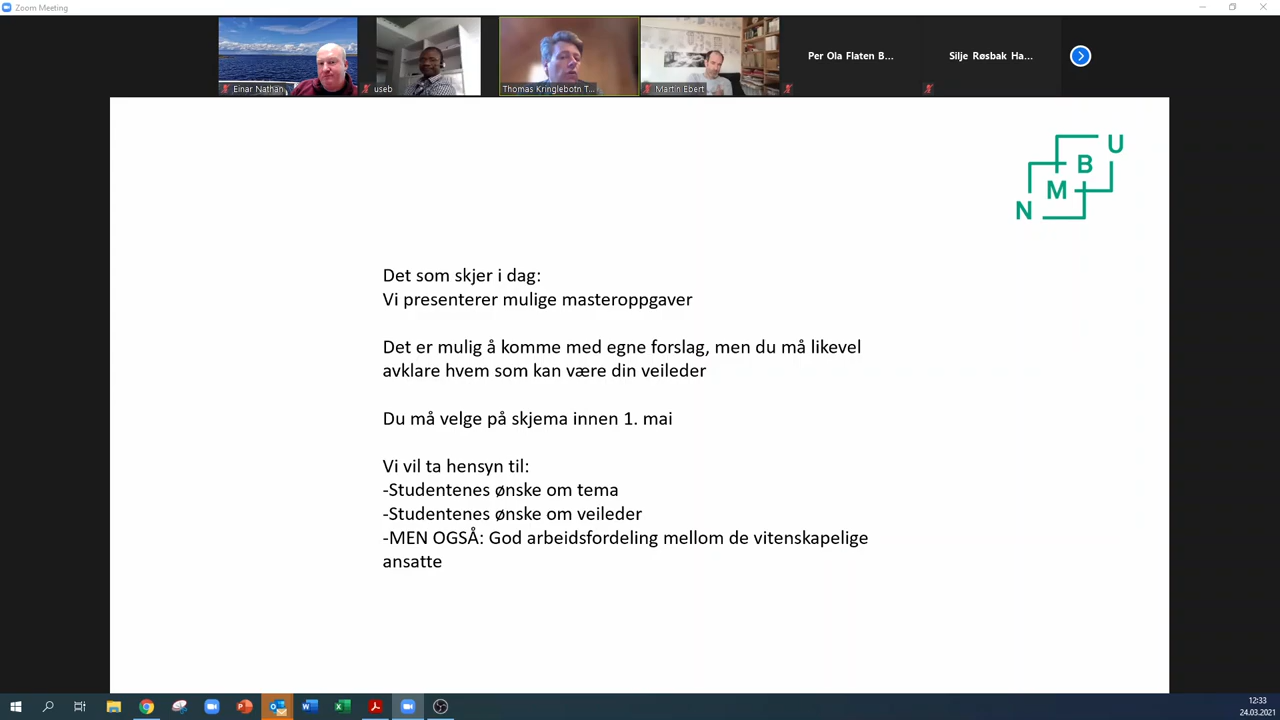 Zoom Meeting
Einar Nathan
useb
Thomas Kringlebotn T...
Martin Ebert
Per Ola Flaten B...
Silje Røsbak Ha...
U
B
M
N
Det som skjer i dag:
Vi presenterer mulige masteroppgaver
Det er mulig å komme med egne forslag, men du må likevel
avklare hvem som kan være din veileder
Du må velge på skjema innen 1. mai
Vi vil ta hensyn til:
-Studentenes ønske om tema
-Studentenes ønske om veileder
-MEN OGSÅ: God arbeidsfordeling mellom de vitenskapelige
ansatte
12:33
24.03.2021